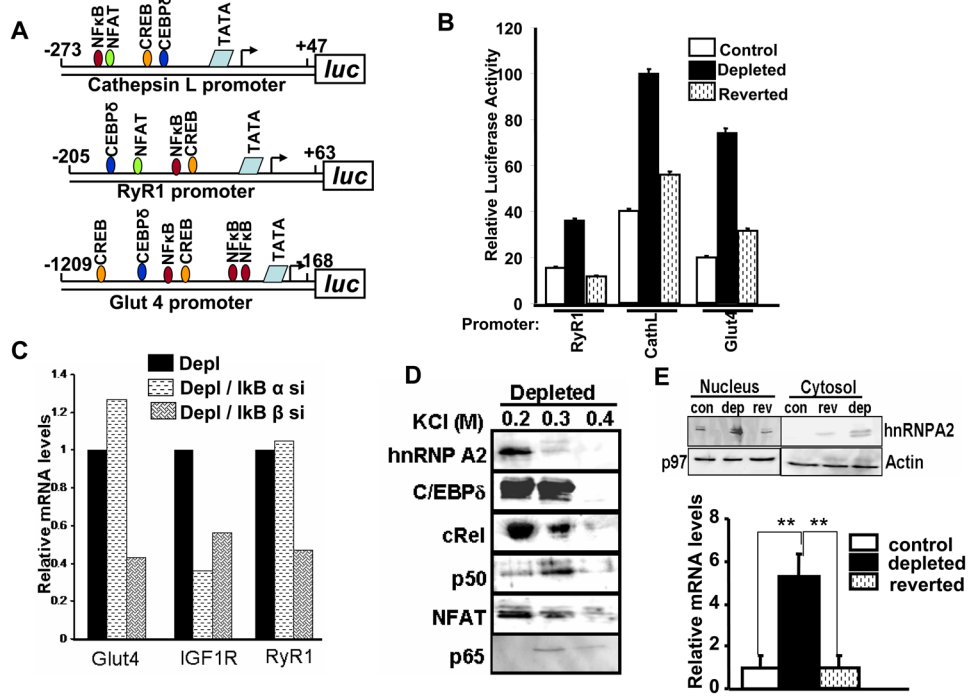 A
-273
NFκB
NFAT
CREB
CEBPδ
TATA
+47
luc
Cathepsin L promoter
-205
CEBPδ
NFAT
NFκB
CREB
TATA
+63
luc
RyR1 promoter
-1209
CREB
CEBPδ
NFκB
CREB
NFκB
NFκB
TATA
-168
luc
Glut 4 promoter
B
Relative Luciferase Activity
120
100
80
60
40
20
0
Control
Depleted
Reverted
Promoter:
RyR1
CathL
Glut4
C
Relative mRNA levels
1.4
1.2
1
0.8
0.6
0.4
0.2
0
Depl
Depl / IkB α si
Depl / IkB β si
Glut4
IGF1R
RyR1
D
Depleted
KCl (M) 0.2 0.3 0.4
hnRNP A2
C/EBPδ
cRel
p50
NFAT
p65
E
Nucleus Cytosol
con dep rev con rev dep
hnRNPA2
p97 Actin
Relative mRNA levels
8
6
4
2
0
** **
control
depleted
reverted